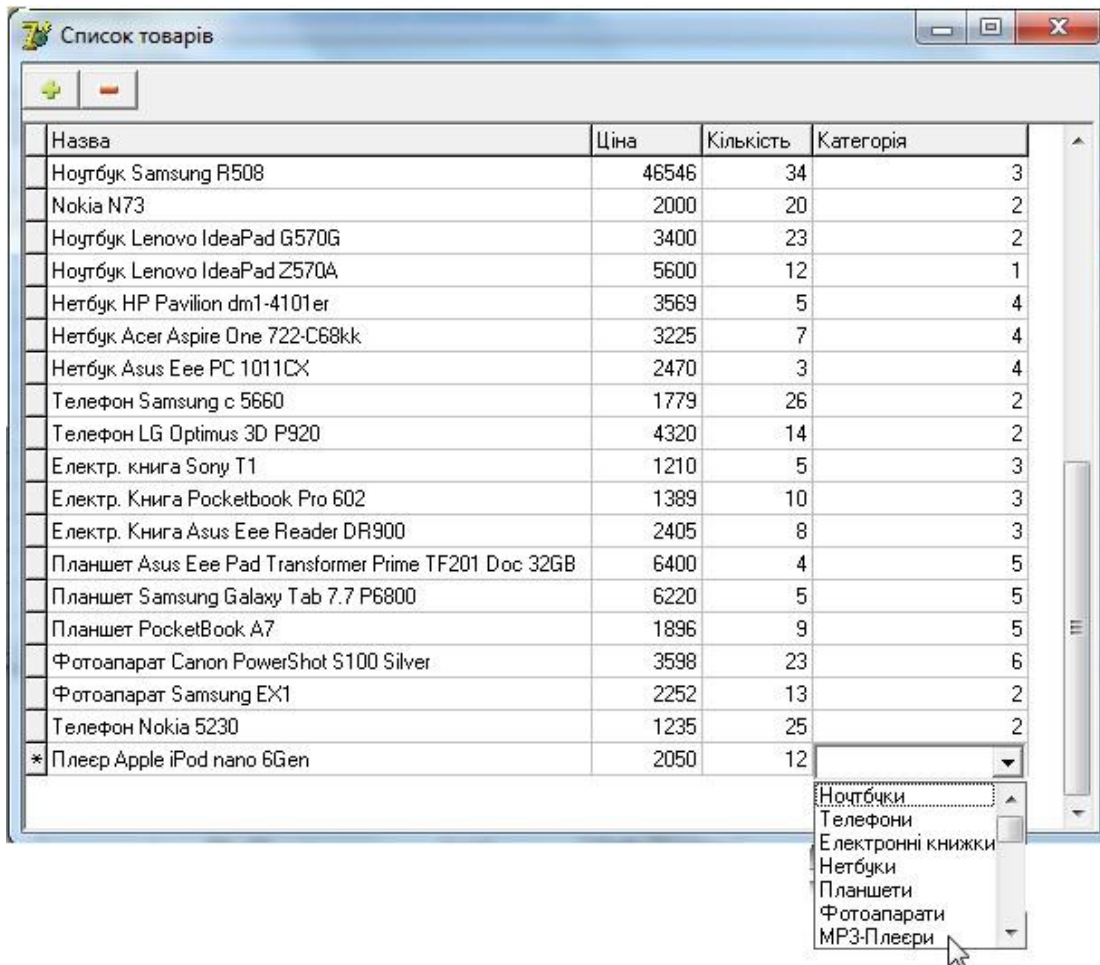 Список товарів
Назва Ціна Кількість Категорія
Ноутбук Samsung R508 46546 34 3
Nokia N73 2000 20 2
Ноутбук Lenovo IdeaPad G570G 3400 23 2
Ноутбук Lenovo IdeaPad Z570A 5600 12 1
Нетбук HP Pavilion dm1-4101er 3569 5 4
Нетбук Acer Aspire One 722-C68kk 3225 7 4
Нетбук Asus Eee PC 1011CX 2470 3 4
Телефон Samsung c 5660 1779 26 2
Телефон LG Optimus 3D P920 4320 14 2
Електр. книга Sony T1 1210 5 3
Електр. Книга Pocketbook Pro 602 1389 10 3
Електр. Книга Asus Eee Reader DR900 2405 8 3
Планшет Asus Eee Pad Transformer Prime TF201 Doc 32GB 6400 4 5
Планшет Samsung Galaxy Tab 7.7 P6800 6220 5 5
Планшет PocketBook A7 1896 9 5
Фотоапарат Canon PowerShot S100 Silver 3598 23 6
Фотоапарат Samsung EX1 2252 13 2
Телефон Nokia 5230 1235 25 2
* Плеєр Apple iPod nano 6Gen 2050 12
Ноутбуки
Телефони
Електронні книжки
Нетбуки
Планшети
Фотоапарати
MP3-Плеєри